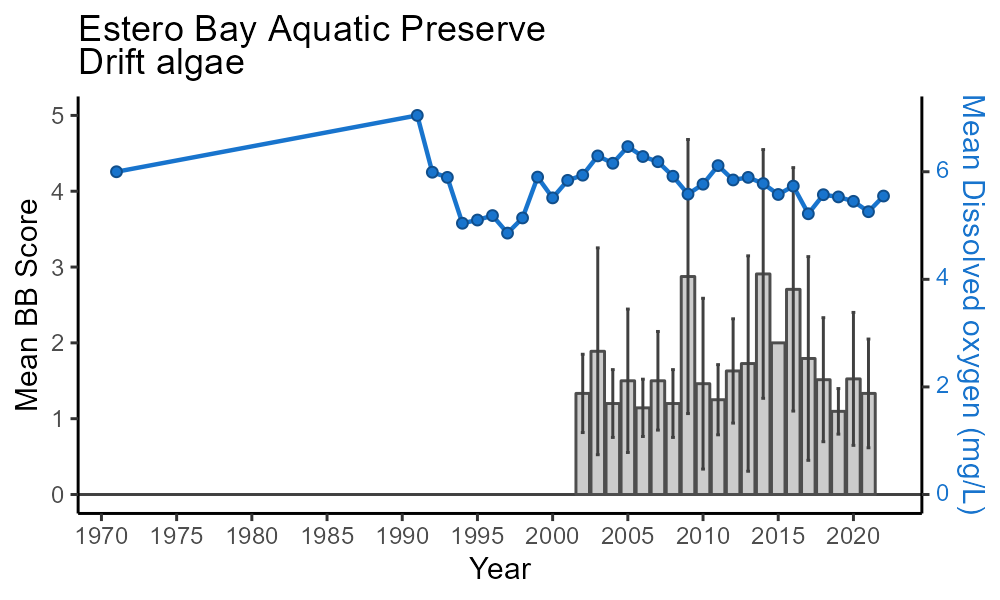 Estero Bay Aquatic Preserve
Drift algae
Mean BB Score
5
4
3
2
1
0
Mean Dissolved oxygen (mg/L)
6
4
2
0
1970 1975 1980 1985 1990 1995 2000 2005 2010 2015 2020
Year